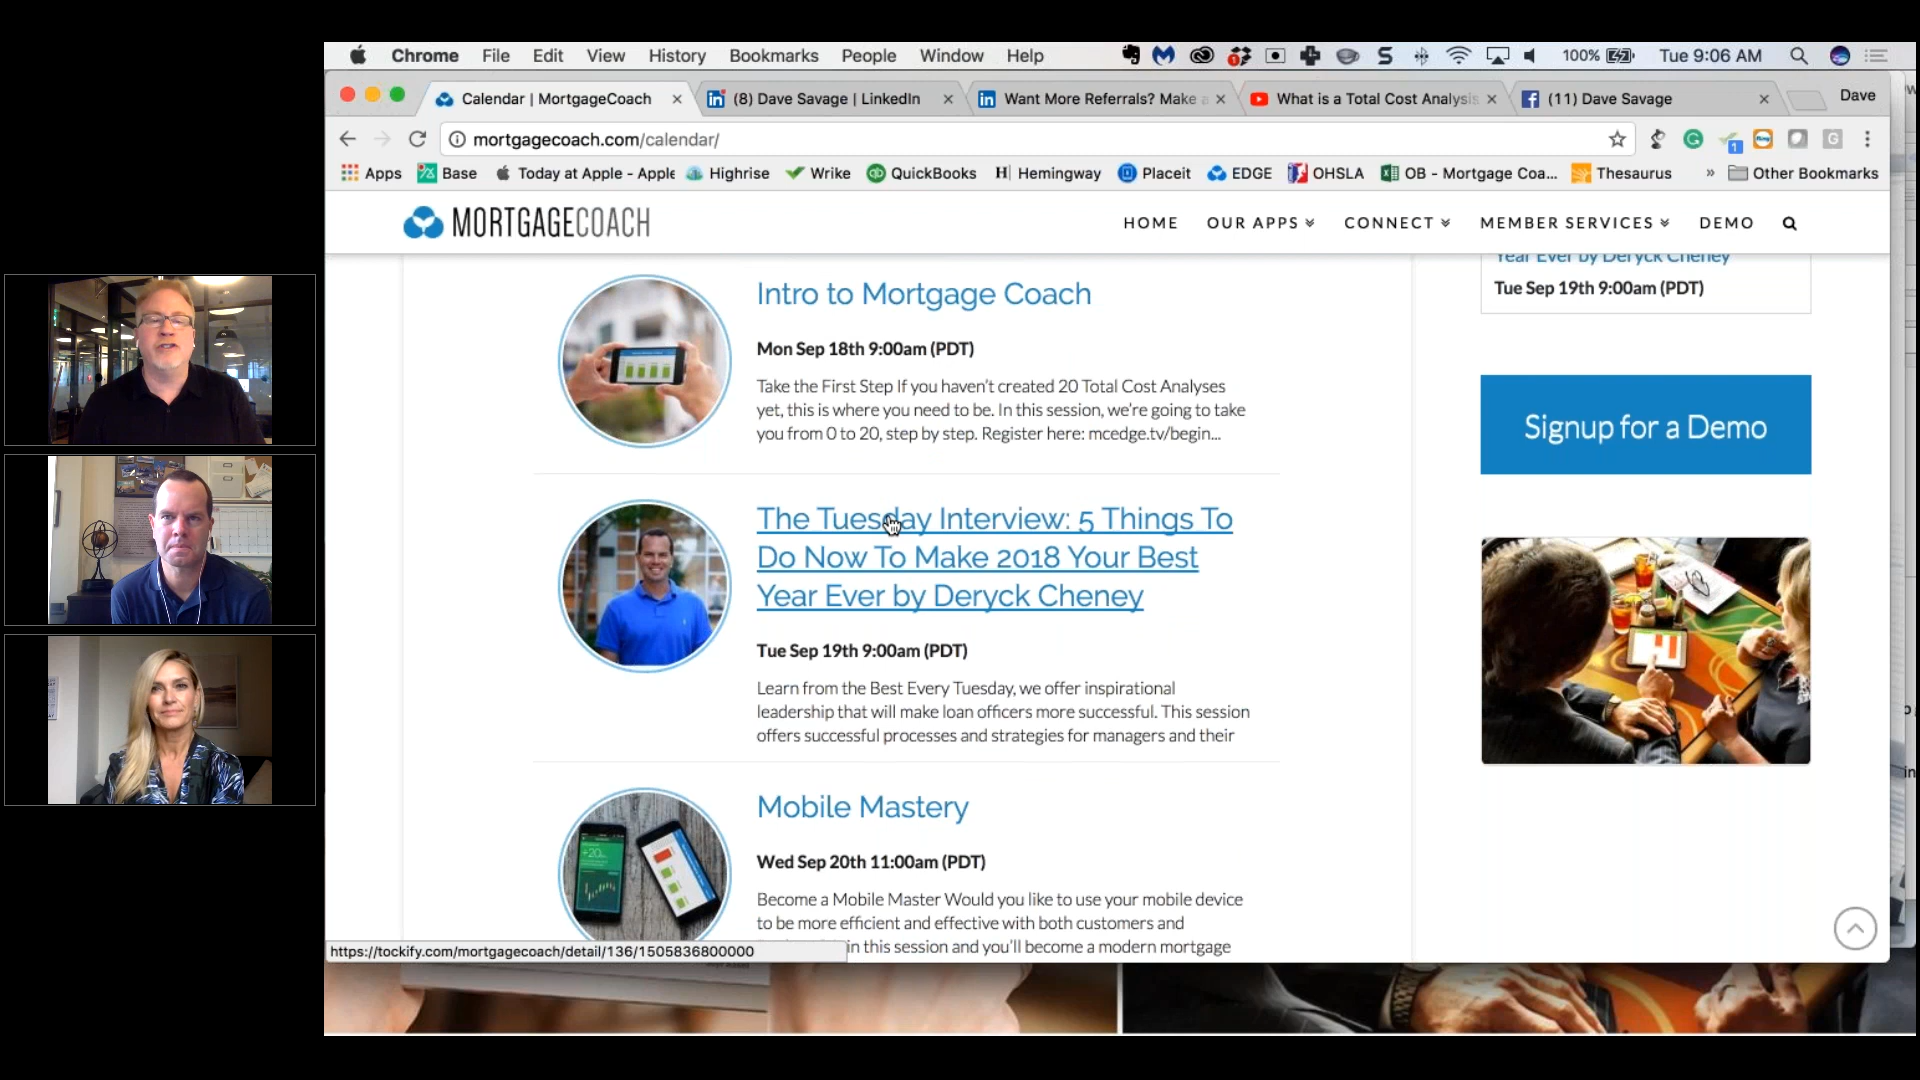 Chrome File Edit View History Bookmarks People Window Help 100% Tue 9:06 AM
Calendar | MortgageCoach (8) Dave Savage | LinkedIn Want More Referrals? Make a What is a Total Cost Analysis (11) Dave Savage Dave
mortgagecoach.com/calendar/
Apps Base Today at Apple - Apple Highrise Wrike QuickBooks Hemingway Placeit EDGE OHSLA OB - Mortgage Coa... Thesaurus » Other Bookmarks
MORTGAGECOACH HOME OUR APPS CONNECT MEMBER SERVICES DEMO
Year Ever by Deryck Cheney
Tue Sep 19th 9:00am (PDT)
Signup for a Demo
Intro to Mortgage Coach
Mon Sep 18th 9:00am (PDT)
Take the First Step If you haven't created 20 Total Cost Analyses
yet, this is where you need to be. In this session, we're going to take
you from 0 to 20, step by step. Register here: mcedge.tv/begin...
The Tuesday Interview: 5 Things To
Do Now To Make 2018 Your Best
Year Ever by Deryck Cheney
Tue Sep 19th 9:00am (PDT)
Learn from the Best Every Tuesday, we offer inspirational
leadership that will make loan officers more successful. This session
offers successful processes and strategies for managers and their
Mobile Mastery
Wed Sep 20th 11:00am (PDT)
Become a Mobile Master Would you like to use your mobile device
to be more efficient and effective with both customers and
in this session and you'll become a modern mortgage
https://tockify.com/mortgagecoach/detail/136/1505836800000